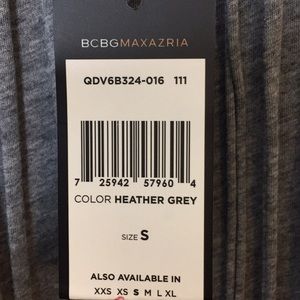 BCBGMAXAZRIA
QDV6B324-016 111
7 25942 57960 4
COLOR HEATHER GREY
SIZE S
ALSO AVAILABLE IN
XXS XS S M L XL